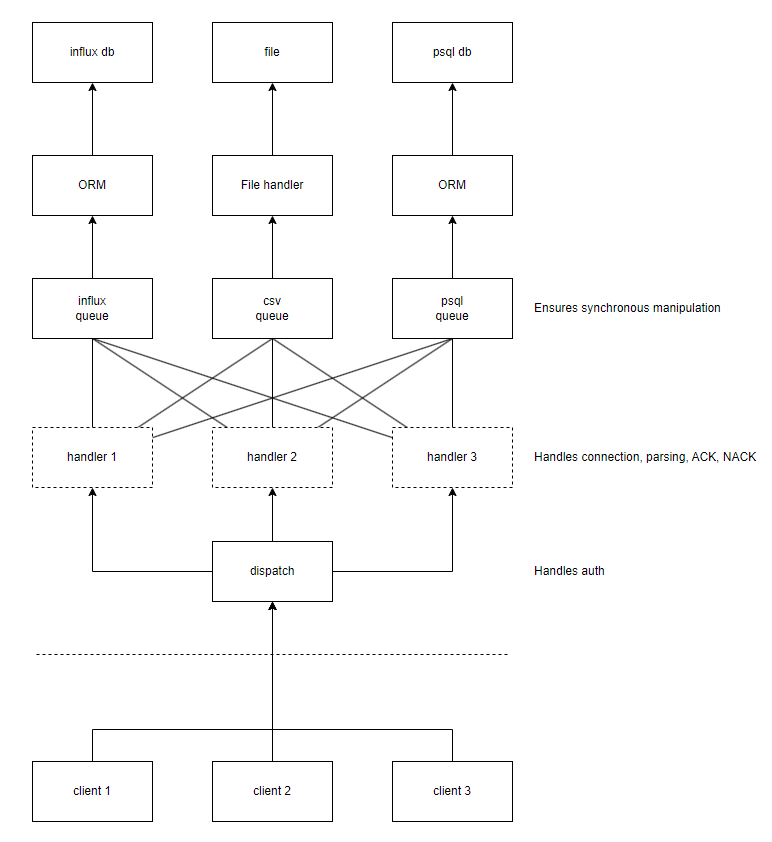 influx db
file
psql db
ORM
File handler
ORM
influx
queue
csv
queue
psql
queue
Ensures synchronous manipulation
handler 1
handler 2
handler 3
Handles connection, parsing, ACK, NACK
dispatch
Handles auth
client 1
client 2
client 3